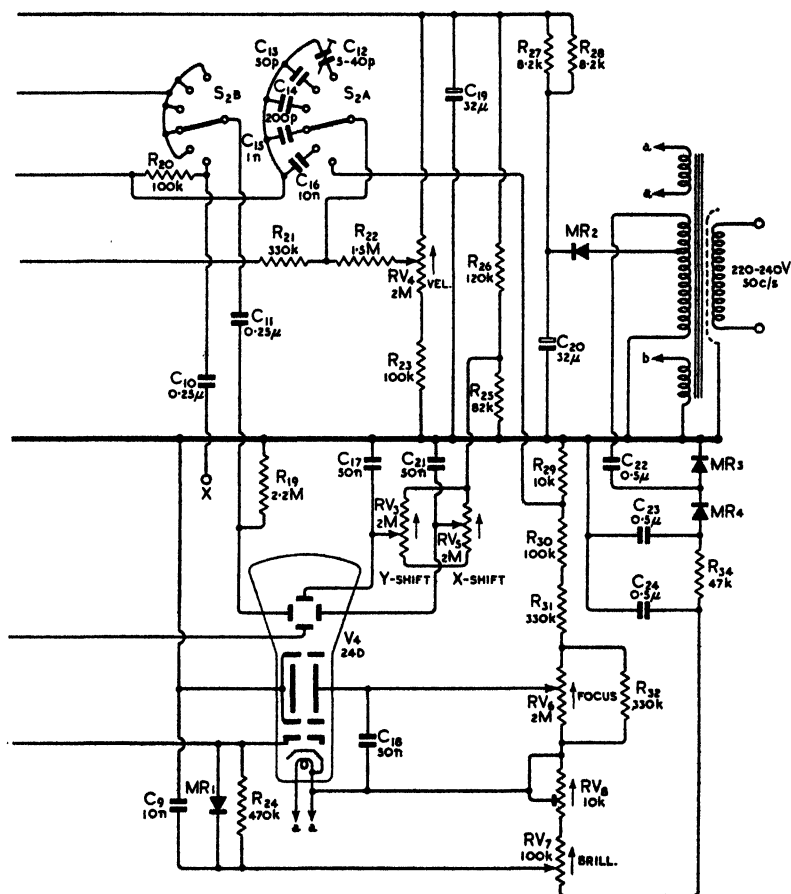 C13
50p
C12
5-40p
R27
8.2k
R28
8.2k
S2B
C14
200p
S2A
C19
32μ
C15
1n
R20
100k
C16
10n
a
a
MR2
220-240V
50c/s
R21
330k
R22
1.5M
RV4
2M
VEL.
R26
120k
C11
0.25μ
C20
32μ
R23
100k
b
C10
0.25μ
R25
82k
X
R19
2.2M
C17
50n
C21
50n
R29
10k
C22
0.5μ
MR3
RV3
2M
RV5
2M
C23
0.5μ
MR4
R30
100k
Y-SHIFT
X-SHIFT
R34
47k
C24
0.5μ
R31
330k
V4
24D
RV6
2M
FOCUS
R32
330k
C18
50n
C9
10n
MR1
R24
470k
a
a
RV8
10k
RV7
100k
BRILL.